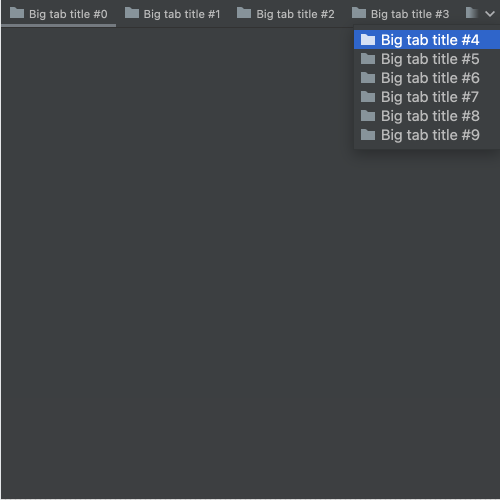 Big tab title #0 Big tab title #1 Big tab title #2 Big tab title #3
Big tab title #4
Big tab title #5
Big tab title #6
Big tab title #7
Big tab title #8
Big tab title #9